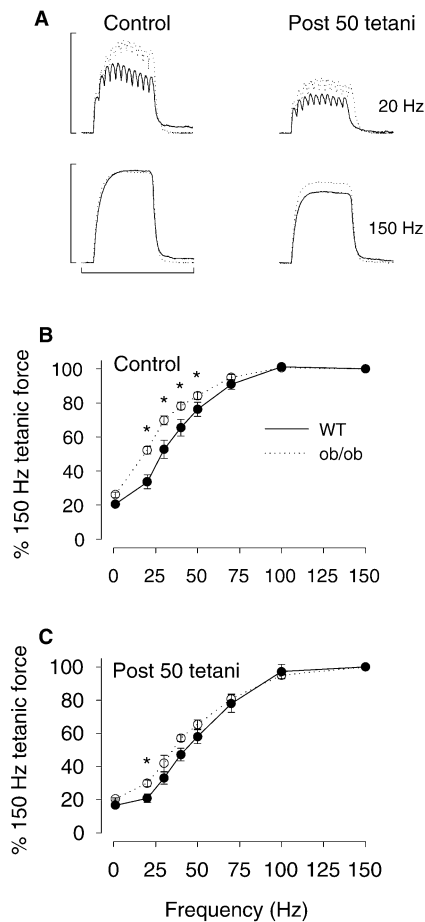 A
Control
Post 50 tetani
20 Hz
150 Hz
B
% 150 Hz tetanic force
100
80
60
40
20
0
Control
*
*
*
*
WT
ob/ob
0 25 50 75 100 125 150
C
% 150 Hz tetanic force
100
80
60
40
20
0
Post 50 tetani
*
0 25 50 75 100 125 150
Frequency (Hz)